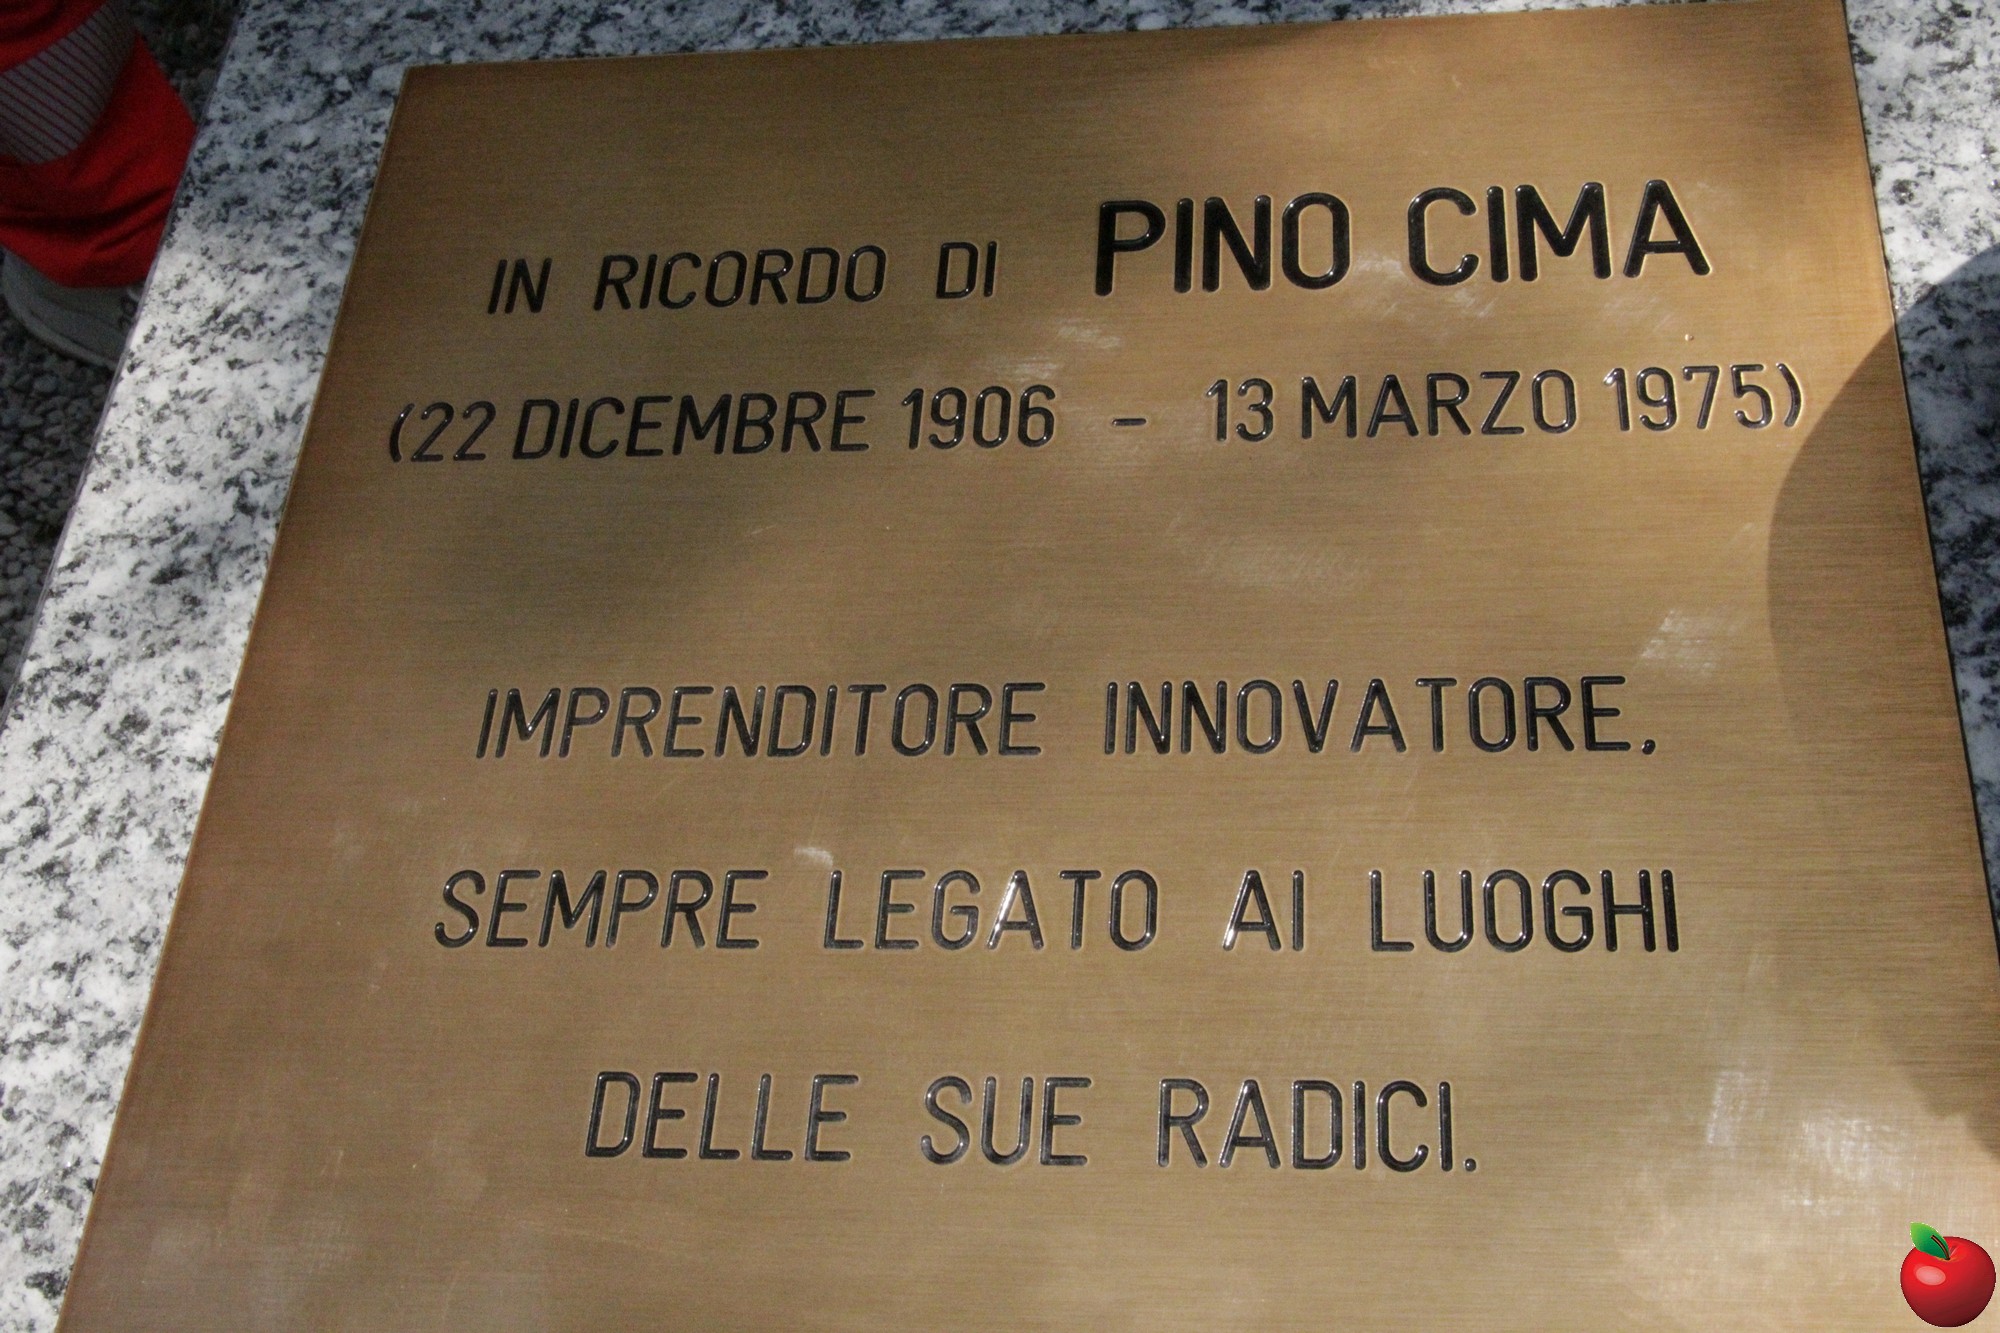 IN RICORDO DI PINO CIMA
(22 DICEMBRE 1906 - 13 MARZO 1975)
IMPRENDITORE INNOVATORE.
SEMPRE LEGATO AI LUOGHI
DELLE SUE RADICI.